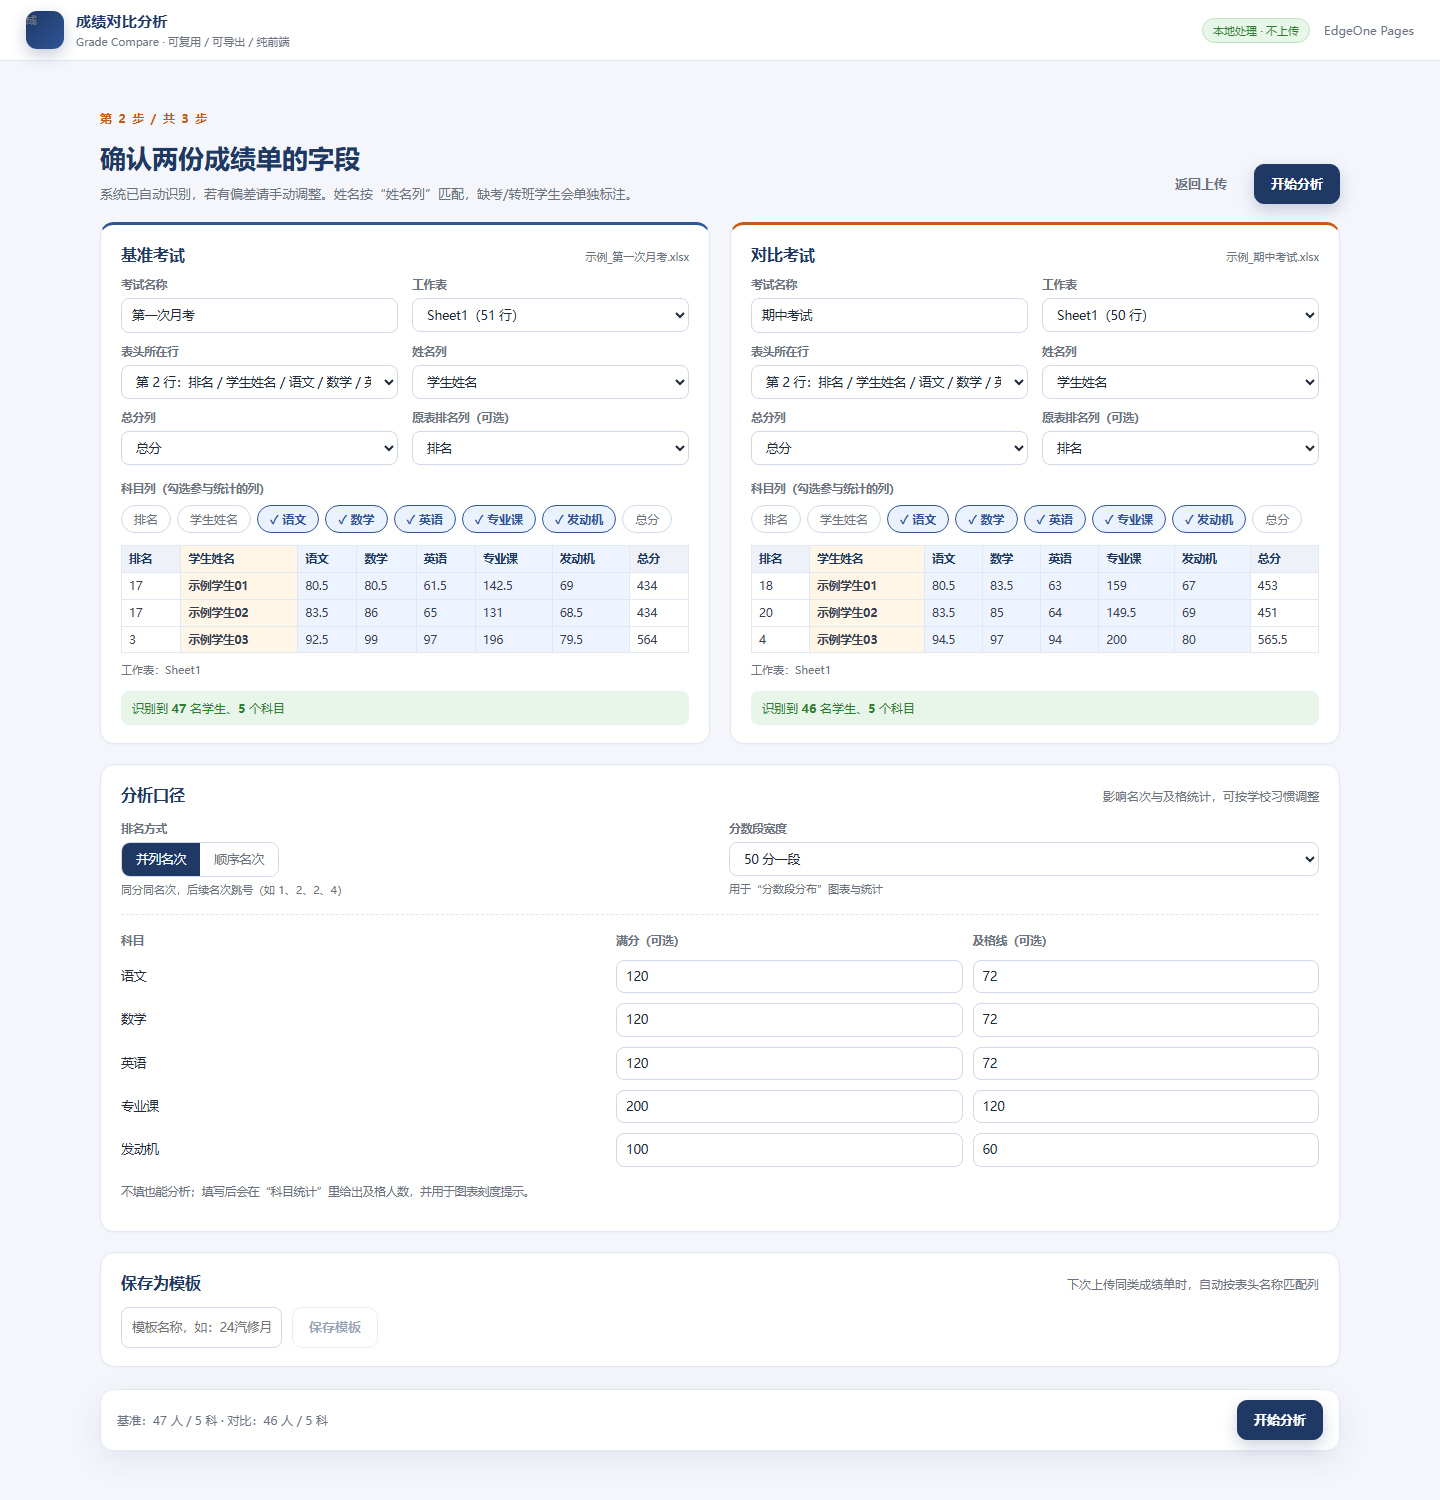 成
成绩对比分析
Grade Compare · 可复用 / 可导出 / 纯前端
本地处理 · 不上传
EdgeOne Pages
第 2 步 / 共 3 步
确认两份成绩单的字段
系统已自动识别，若有偏差请手动调整。姓名按“姓名列”匹配，缺考/转班学生会单独标注。
返回上传
开始分析
基准考试
示例_第一次月考.xlsx
考试名称
工作表
第一次月考
Sheet1（51 行）
表头所在行
姓名列
第 2 行：排名 / 学生姓名 / 语文 / 数学 / 英
学生姓名
总分列
原表排名列（可选）
总分
排名
科目列（勾选参与统计的列）
排名 学生姓名 ✓ 语文 ✓ 数学 ✓ 英语 ✓ 专业课 ✓ 发动机 总分
排名 学生姓名 语文 数学 英语 专业课 发动机 总分
17 示例学生01 80.5 80.5 61.5 142.5 69 434
17 示例学生02 83.5 86 65 131 68.5 434
3 示例学生03 92.5 99 97 196 79.5 564
工作表：Sheet1
识别到 47 名学生、5 个科目
对比考试
示例_期中考试.xlsx
考试名称
工作表
期中考试
Sheet1（50 行）
表头所在行
姓名列
第 2 行：排名 / 学生姓名 / 语文 / 数学 / 英
学生姓名
总分列
原表排名列（可选）
总分
排名
科目列（勾选参与统计的列）
排名 学生姓名 ✓ 语文 ✓ 数学 ✓ 英语 ✓ 专业课 ✓ 发动机 总分
排名 学生姓名 语文 数学 英语 专业课 发动机 总分
18 示例学生01 80.5 83.5 63 159 67 453
20 示例学生02 83.5 85 64 149.5 69 451
4 示例学生03 94.5 97 94 200 80 565.5
工作表：Sheet1
识别到 46 名学生、5 个科目
分析口径
影响名次与及格统计，可按学校习惯调整
排名方式
分数段宽度
并列名次 顺序名次
50 分一段
同分同名次，后续名次跳号（如 1、2、2、4）
用于“分数段分布”图表与统计
科目 满分（可选） 及格线（可选）
语文 120 72
数学 120 72
英语 120 72
专业课 200 120
发动机 100 60
不填也能分析；填写后会在“科目统计”里给出及格人数，并用于图表刻度提示。
保存为模板
下次上传同类成绩单时，自动按表头名称匹配列
模板名称，如：24汽修月
保存模板
基准：47 人 / 5 科 · 对比：46 人 / 5 科
开始分析